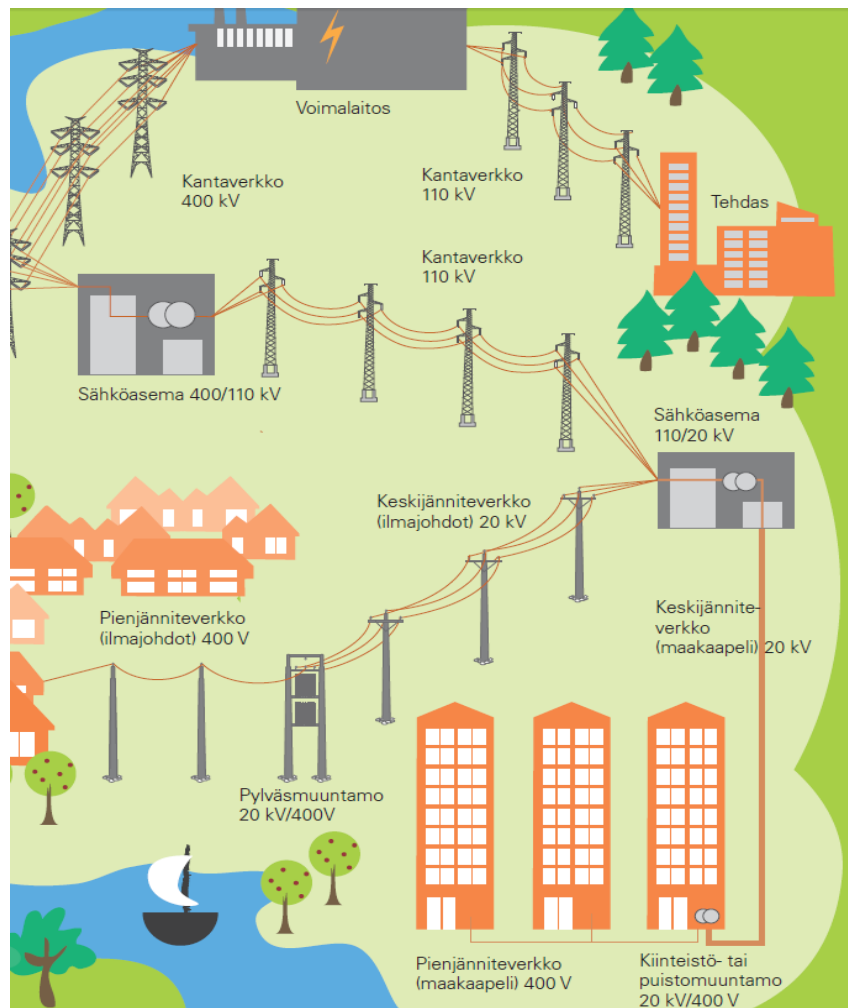 Voimalaitos
Kantaverkko
400 kV
Kantaverkko
110 kV
Tehdas
Kantaverkko
110 kV
Sähköasema 400/110 kV
Sähköasema
110/20 kV
Keskijänniteverkko
(ilmajohdot) 20 kV
Pienjänniteverkko
(ilmajohdot) 400 V
Keskijännite-
verkko
(maakaapeli) 20 kV
Pylväsmuuntamo
20 kV/400V
Pienjänniteverkko
(maakaapeli) 400 V
Kiinteistö- tai
puistomuuntamo
20 kV/400 V